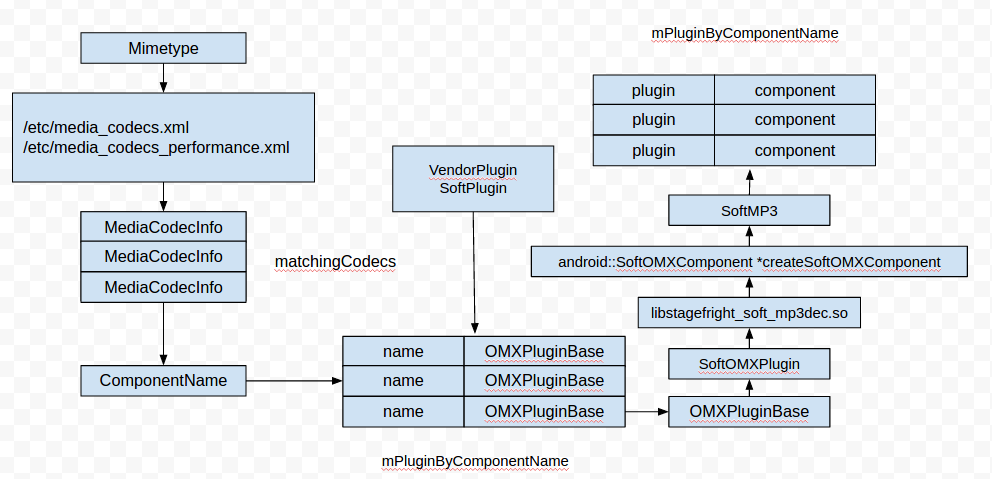 Mimetype
/etc/media_codecs.xml
/etc/media_codecs_performance.xml
MediaCodecInfo
MediaCodecInfo
MediaCodecInfo
matchingCodecs
ComponentName
VendorPlugin
SoftPlugin
name OMXPluginBase
name OMXPluginBase
name OMXPluginBase
mPluginByComponentName
mPluginByComponentName
plugin component
plugin component
plugin component
SoftMP3
android::SoftOMXComponent *createSoftOMXComponent
libstagefright_soft_mp3dec.so
SoftOMXPlugin
OMXPluginBase